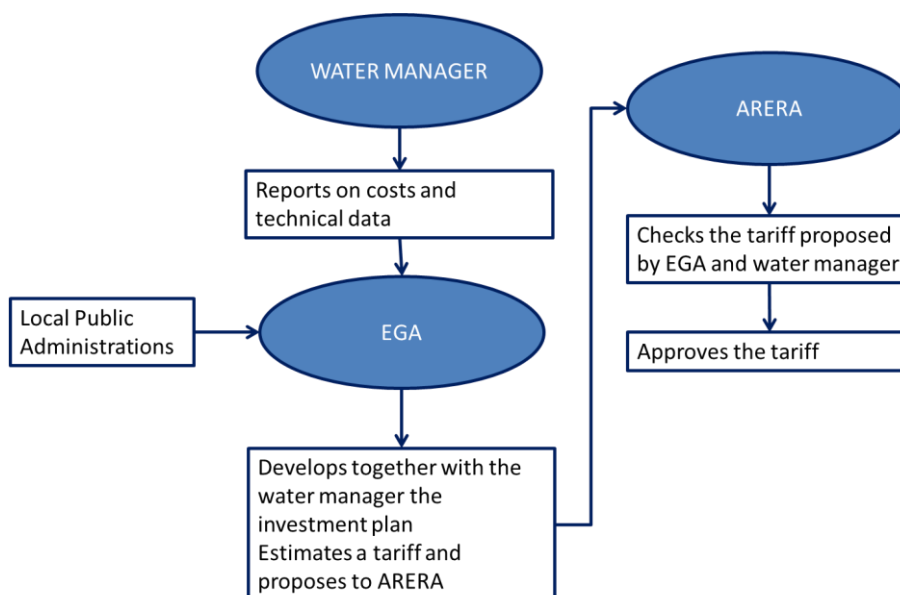 WATER MANAGER
Reports on costs and
technical data
Local Public
Administrations
EGA
Develops together with the
water manager the
investment plan
Estimates a tariff and
proposes to ARERA
ARERA
Checks the tariff proposed
by EGA and water manager
Approves the tariff